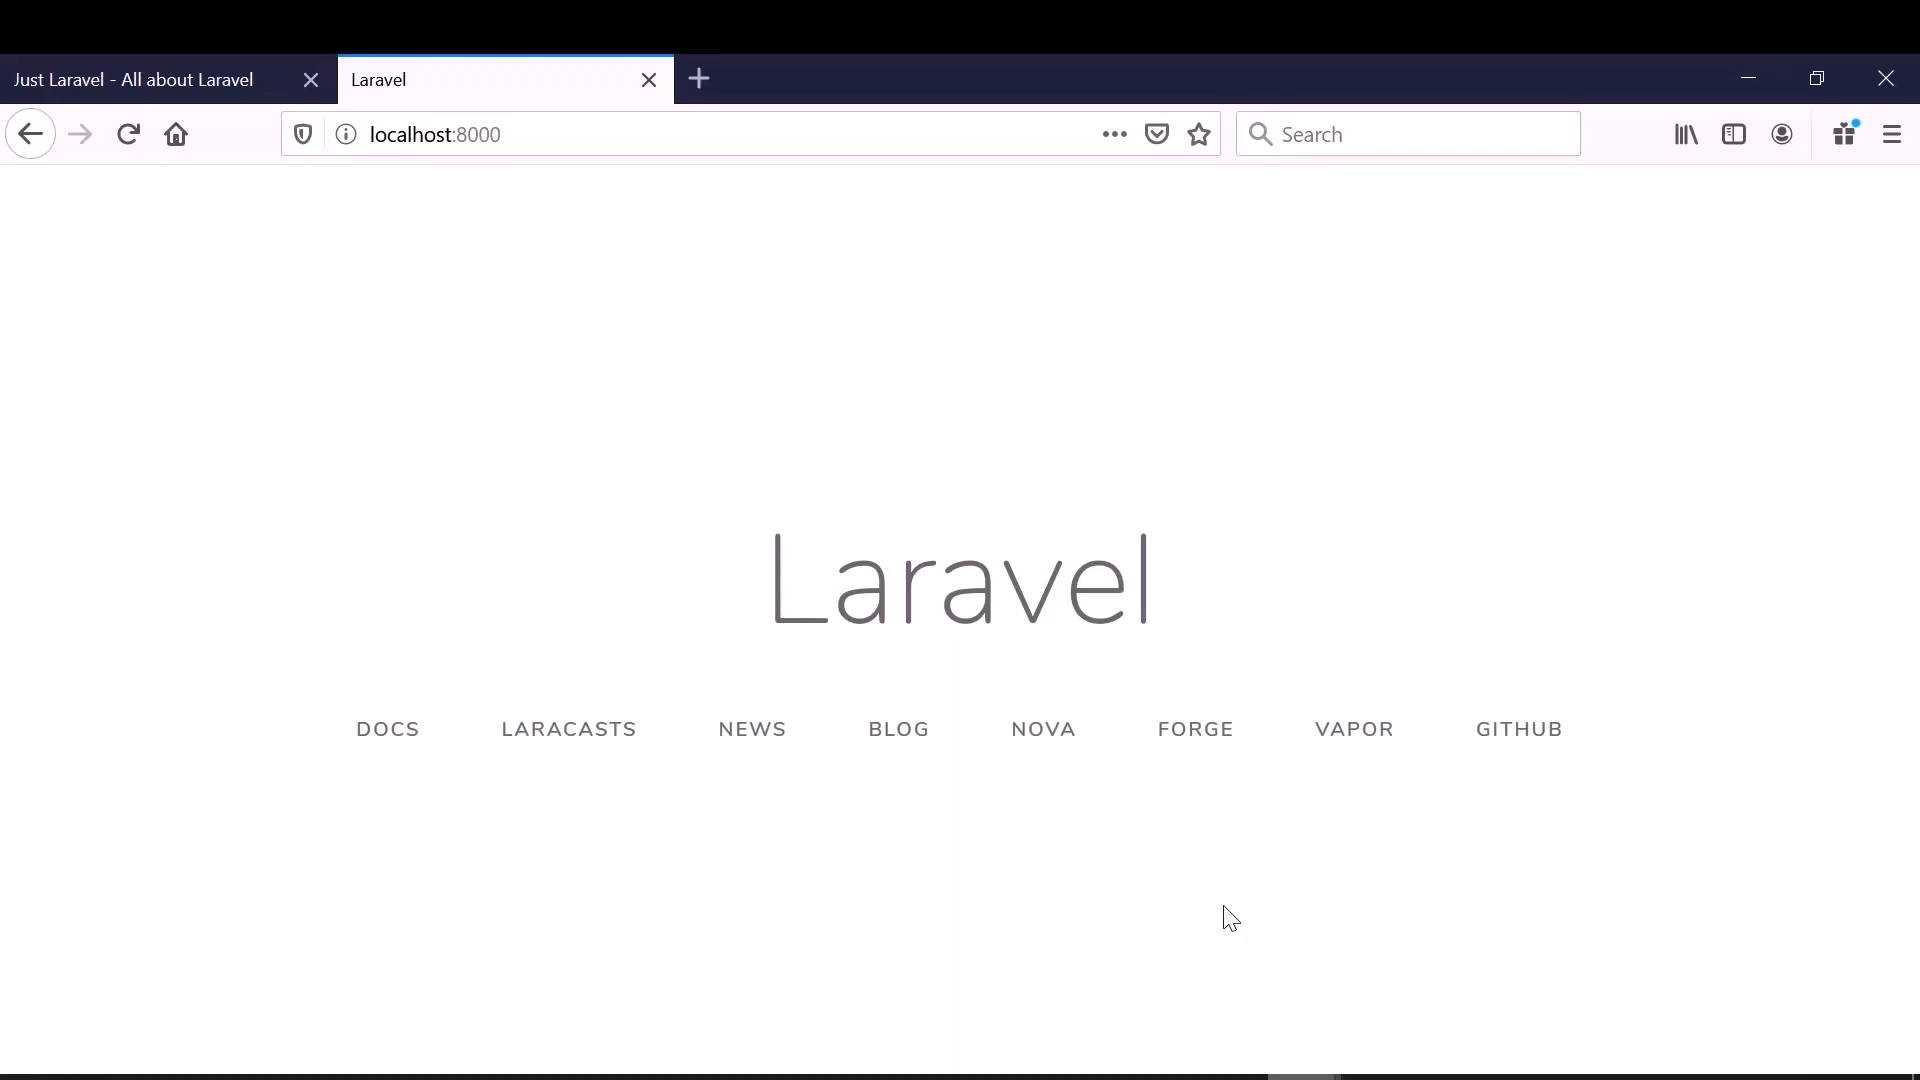 Just Laravel - All about Laravel
Laravel
localhost:8000
Search
Laravel
DOCS LARACASTS NEWS BLOG NOVA FORGE VAPOR GITHUB